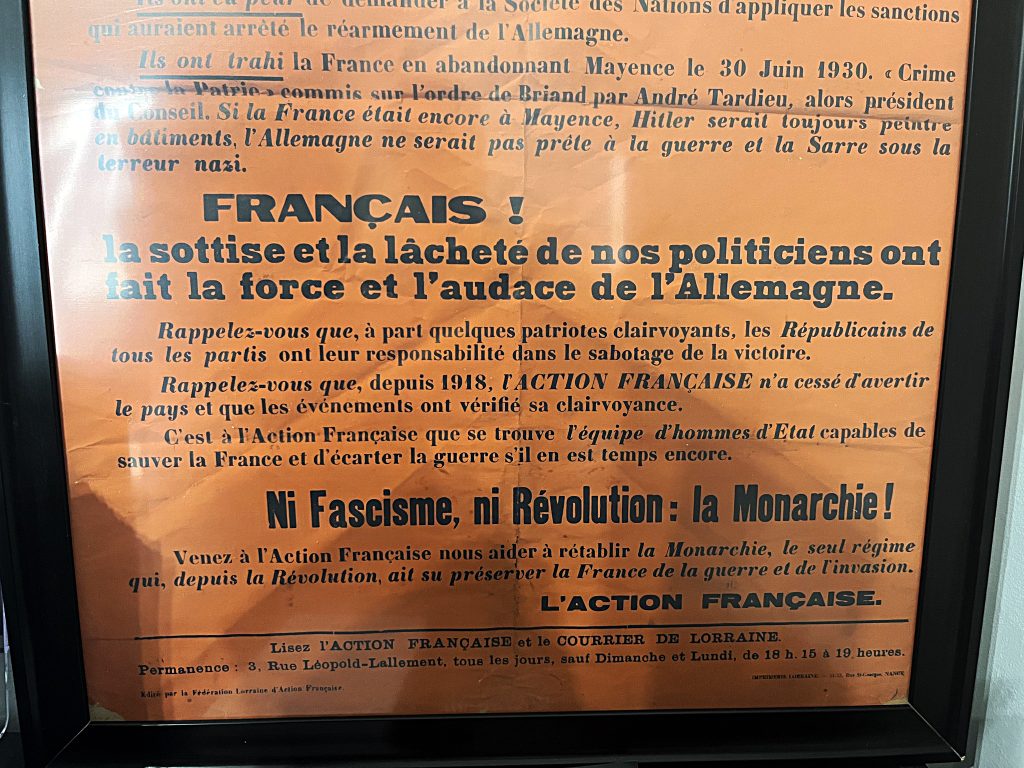 Ils ont eu peur de demander à la Société des Nations d'appliquer les sanctions
qui auraient arrêté le réarmement de l'Allemagne.
Ils ont trahi la France en abandonnant Mayence le 30 Juin 1930. « Crime
contre la Patrie » commis sur l'ordre de Briand par André Tardieu, alors président
du Conseil. Si la France était encore à Mayence, Hitler serait toujours peintre
en bâtiments, l'Allemagne ne serait pas prête à la guerre et la Sarre sous la
terreur nazi.
FRANÇAIS !
la sottise et la lâcheté de nos politiciens ont
fait la force et l'audace de l'Allemagne.
Rappelez-vous que, à part quelques patriotes clairvoyants, les Républicains de
tous les partis ont leur responsabilité dans le sabotage de la victoire.
Rappelez-vous que, depuis 1918, l'ACTION FRANÇAISE n'a cessé d'avertir
le pays et que les événements ont vérifié sa clairvoyance.
C'est à l'Action Française que se trouve l'équipe d'hommes d'Etat capables de
sauver la France et d'écarter la guerre s'il en est temps encore.
Ni Fascisme, ni Révolution : la Monarchie !
Venez à l'Action Française nous aider à rétablir la Monarchie, le seul régime
qui, depuis la Révolution, ait su préserver la France de la guerre et de l'invasion.
L'ACTION FRANÇAISE.
Lisez l'ACTION FRANÇAISE et le COURRIER DE LORRAINE.
Permanence : 3, Rue Léopold-Lallement, tous les jours, sauf Dimanche et Lundi, de 18 h. 15 à 19 heures.
Edité par la Fédération Lorraine d'Action Française.
IMPRIMERIE LORRAINE. — Rue St-Georges, NANCY